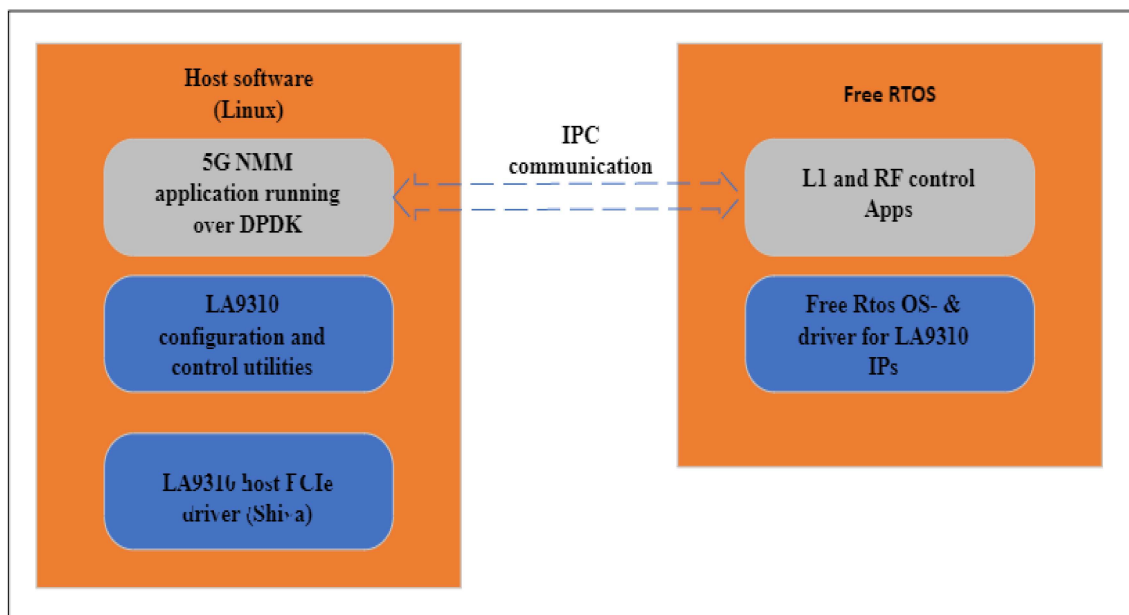 Host software
(Linux)
5G NMM
application running
over DPDK
LA9310
configuration and
control utilities
LA9310 host PCIe
driver (Shiva)
IPC
communication
Free RTOS
L1 and RF control
Apps
Free Rtos OS- &
driver for LA9310
IPs